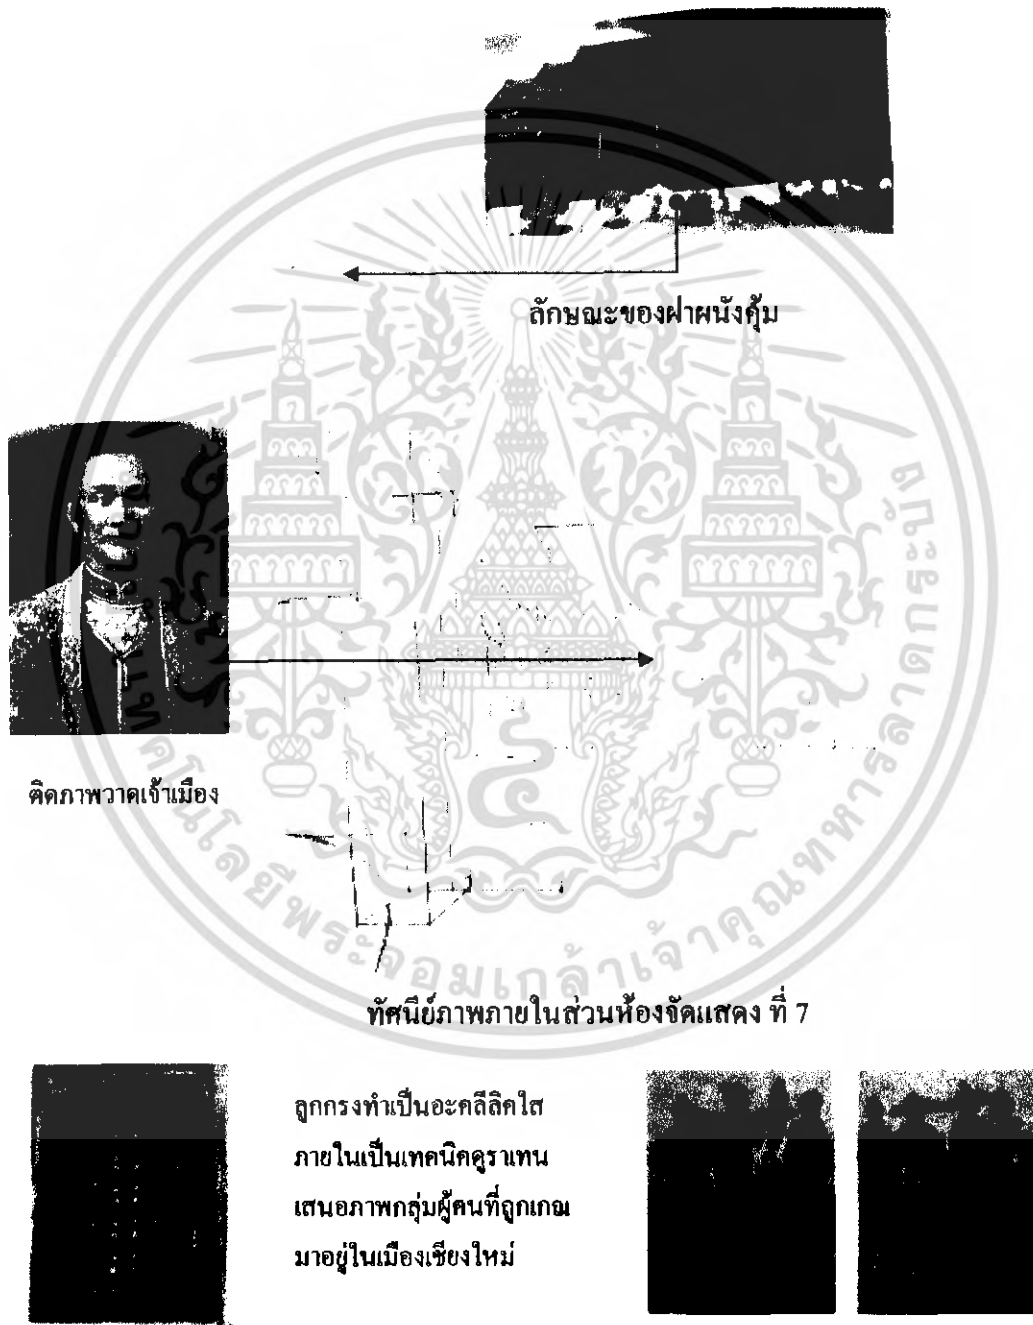 ลักษณะของฝาผนังคุ้ม
ติดภาพวาดเจ้าเมือง
ทัศนีย์ภาพภายในส่วนห้องจัดแสดง ที่ 7
ลูกกรงทำเป็นอะคลีลิคใส
ภายในเป็นเทคนิคดูราแทน
เสนอภาพกลุ่มผู้คนที่ถูกเกณ
มาอยู่ในเมืองเชียงใหม่